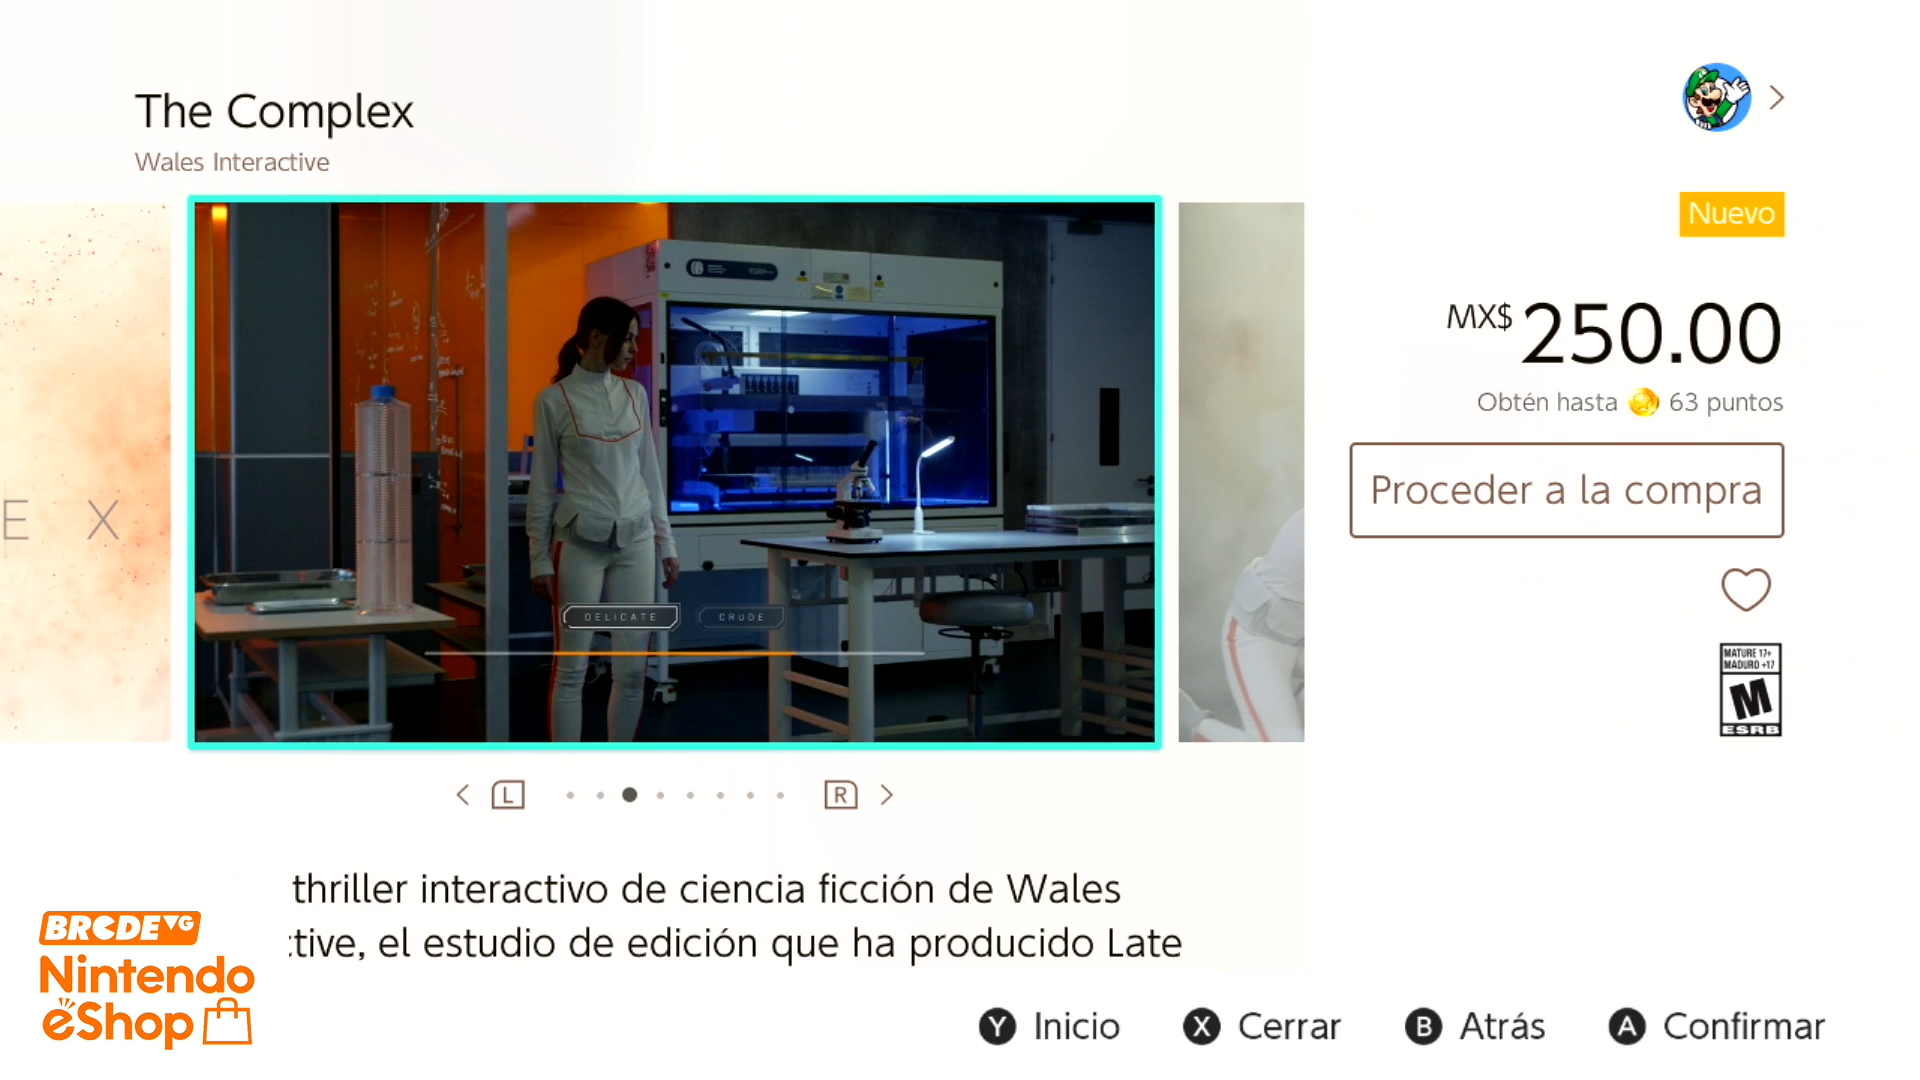 The Complex
Wales Interactive
Nuevo
MX$ 250.00
Obtén hasta 63 puntos
Proceder a la compra
E X
DELICATE
CRUDE
MATURE 17+
MADURO +17
M
ESRB
L
R
thriller interactivo de ciencia ficción de Wales
tive, el estudio de edición que ha producido Late
BRCDEVG
Nintendo
eShop
Y Inicio
X Cerrar
B Atrás
A Confirmar